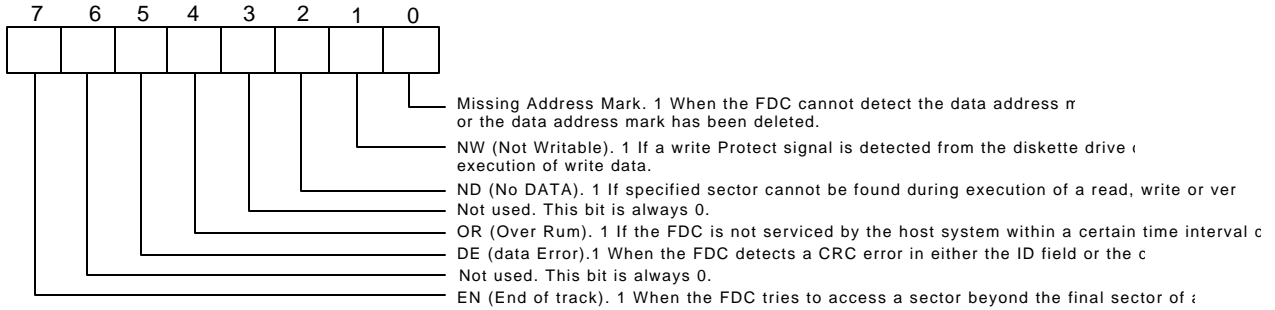 7 6 5 4 3 2 1 0
Missing Address Mark. 1 When the FDC cannot detect the data address
or the data address mark has been deleted.
NW (Not Writable). 1 If a write Protect signal is detected from the diskette drive
execution of write data.
ND (No DATA). 1 If specified sector cannot be found during execution of a read, write or ver
Not used. This bit is always 0.
OR (Over Rum). 1 If the FDC is not serviced by the host system within a certain time interval
DE (data Error).1 When the FDC detects a CRC error in either the ID field or the
Not used. This bit is always 0.
EN (End of track). 1 When the FDC tries to access a sector beyond the final sector of